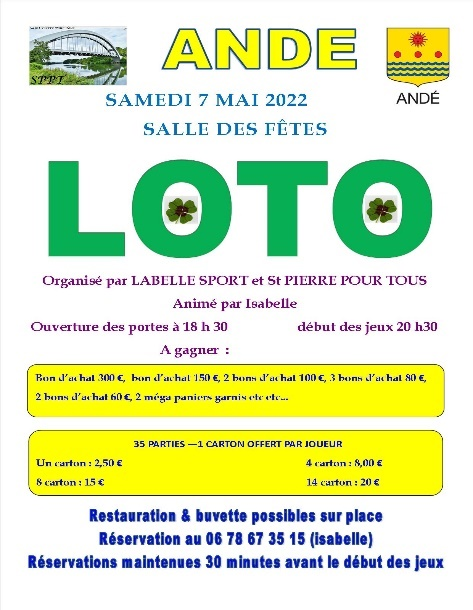 SPPT
ANDE
ANDÉ
SAMEDI 7 MAI 2022
SALLE DES FÊTES
LOTO
Organisé par LABELLE SPORT et St PIERRE POUR TOUS
Animé par Isabelle
Ouverture des portes à 18 h 30 début des jeux 20 h30
A gagner :
Bon d'achat 300 €, bon d'achat 150 €, 2 bons d'achat 100 €, 3 bons d'achat 80 €,
2 bons d'achat 60 €, 2 méga paniers garnis etc etc...
35 PARTIES —1 CARTON OFFERT PAR JOUEUR
Un carton : 2,50 € 4 carton : 8,00 €
8 carton : 15 € 14 carton : 20 €
Restauration & buvette possibles sur place
Réservation au 06 78 67 35 15 (isabelle)
Réservations maintenues 30 minutes avant le début des jeux